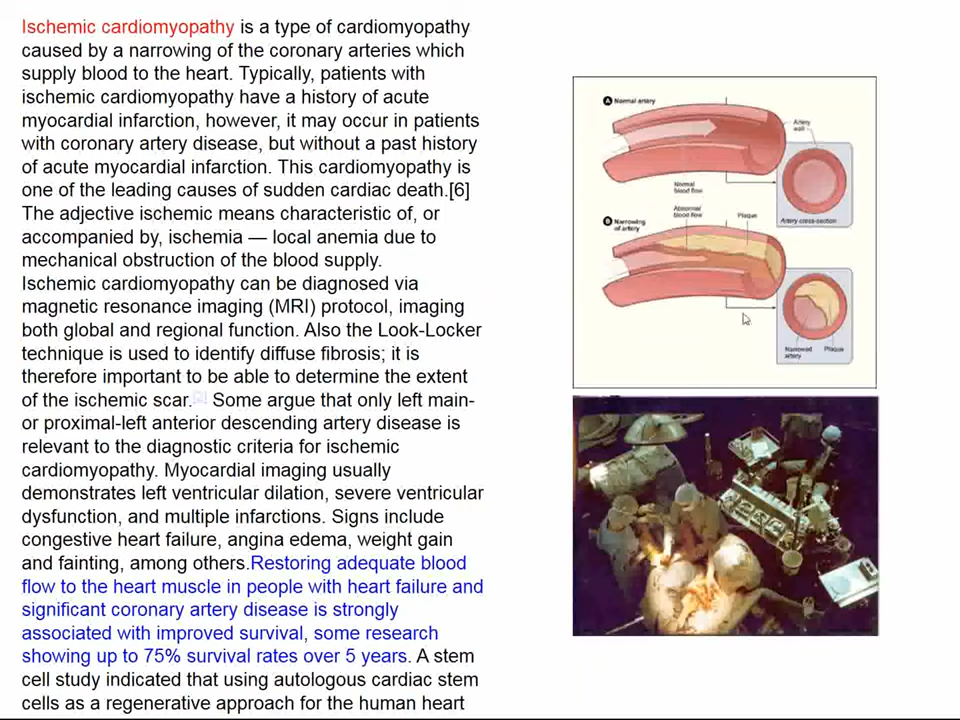 Ischemic cardiomyopathy is a type of cardiomyopathy
caused by a narrowing of the coronary arteries which
supply blood to the heart. Typically, patients with
ischemic cardiomyopathy have a history of acute
myocardial infarction, however, it may occur in patients
with coronary artery disease, but without a past history
of acute myocardial infarction. This cardiomyopathy is
one of the leading causes of sudden cardiac death.[6]
The adjective ischemic means characteristic of, or
accompanied by, ischemia — local anemia due to
mechanical obstruction of the blood supply.
Ischemic cardiomyopathy can be diagnosed via
magnetic resonance imaging (MRI) protocol, imaging
both global and regional function. Also the Look-Locker
technique is used to identify diffuse fibrosis; it is
therefore important to be able to determine the extent
of the ischemic scar. Some argue that only left main-
or proximal-left anterior descending artery disease is
relevant to the diagnostic criteria for ischemic
cardiomyopathy. Myocardial imaging usually
demonstrates left ventricular dilation, severe ventricular
dysfunction, and multiple infarctions. Signs include
congestive heart failure, angina edema, weight gain
and fainting, among others.Restoring adequate blood
flow to the heart muscle in people with heart failure and
significant coronary artery disease is strongly
associated with improved survival, some research
showing up to 75% survival rates over 5 years. A stem
cell study indicated that using autologous cardiac stem
cells as a regenerative approach for the human heart
A Normal artery
Artery
wall
Normal
blood flow
Artery cross-section
Abnormal
blood flow
Plaque
B Narrowing
of artery
Narrowed
artery
Plaque